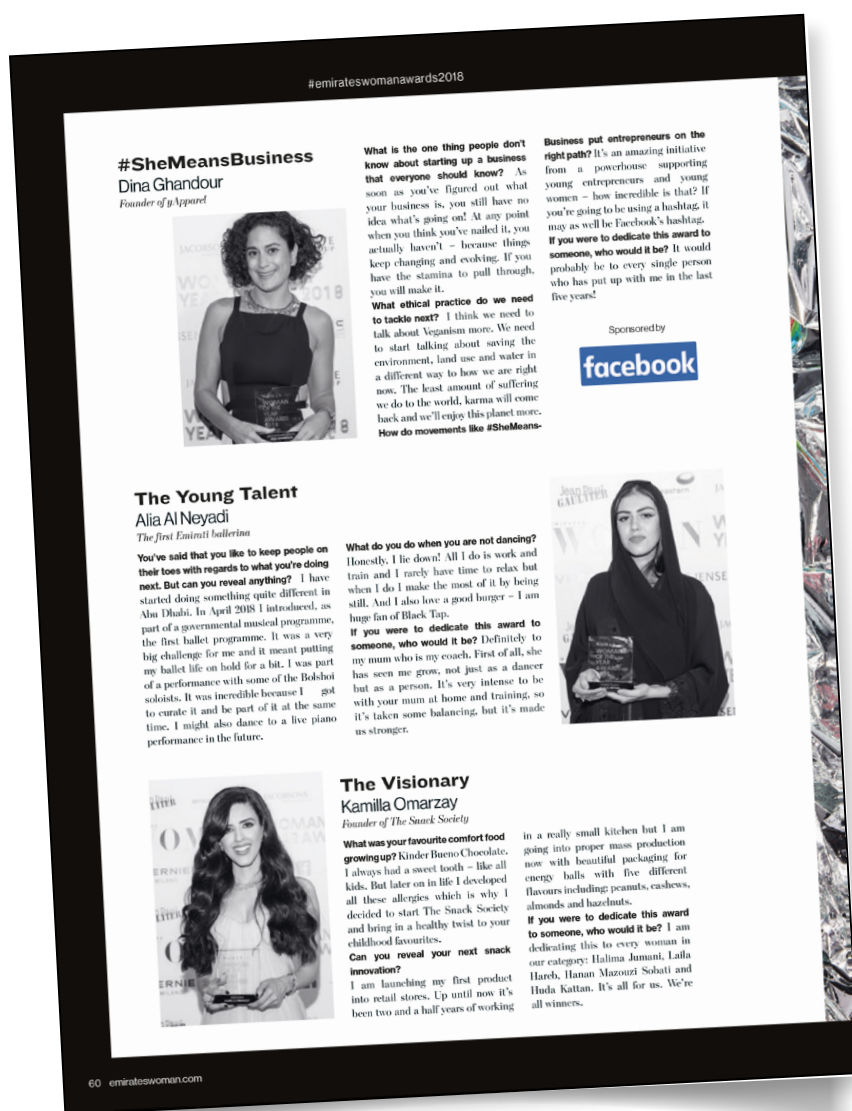 #emirateswomanawards2018
#SheMeansBusiness
Dina Ghandour
Founder of yApparel
What is the one thing people don't
know about starting up a business
that everyone should know? As
soon as you've figured out what
your business is, you still have no
idea what's going on! At any point
when you think you've nailed it, you
actually haven't – because things
keep changing and evolving. If you
have the stamina to pull through,
you will make it.
What ethical practice do we need
to tackle next? I think we need to
talk about Veganism more. We need
to start talking about saving the
environment, land use and water in
a different way to how we are right
now. The least amount of suffering
we do to the world, karma will come
back and we'll enjoy this planet more.
How do movements like #SheMeans-
Business put entrepreneurs on the
right path? It's an amazing initiative
from a powerhouse supporting
young entrepreneurs and young
women – how incredible is that? If
you're going to be using a hashtag, it
may as well be Facebook's hashtag.
If you were to dedicate this award to
someone, who would it be? It would
probably be to every single person
who has put up with me in the last
five years!
Sponsored by
facebook
The Young Talent
Alia Al Neyadi
The first Emirati ballerina
You've said that you like to keep people on
their toes with regards to what you're doing
next. But can you reveal anything? I have
started doing something quite different in
Abu Dhabi. In April 2018 I introduced, as
part of a governmental musical programme,
the first ballet programme. It was a very
big challenge for me and it meant putting
my ballet life on hold for a bit. I was part
of a performance with some of the Bolshoi
soloists. It was incredible because I got
to curate it and be part of it at the same
time. I might also dance to a live piano
performance in the future.
What do you do when you are not dancing?
Honestly, I lie down! All I do is work and
train and I rarely have time to relax but
when I do I make the most of it by being
still. And I also love a good burger – I am
huge fan of Black Tap.
If you were to dedicate this award to
someone, who would it be? Definitely to
my mum who is my coach. First of all, she
has seen me grow, not just as a dancer
but as a person. It's very intense to be
with your mum at home and training, so
it's taken some balancing, but it's made
us stronger.
Jean Paul
GAULTIER
The Visionary
Kamilla Omarzay
Founder of The Snack Society
What was your favourite comfort food
growing up? Kinder Bueno Chocolate.
I always had a sweet tooth – like all
kids. But later on in life I developed
all these allergies which is why I
decided to start The Snack Society
and bring in a healthy twist to your
childhood favourites.
Can you reveal your next snack
innovation?
I am launching my first product
into retail stores. Up until now it's
been two and a half years of working
in a really small kitchen but I am
going into proper mass production
now with beautiful packaging for
energy balls with five different
flavours including: peanuts, cashews,
almonds and hazelnuts.
If you were to dedicate this award
to someone, who would it be? I am
dedicating this to every woman in
our category: Halima Jumani, Laila
Hareb, Hanan Mazouzi Sobati and
Huda Kattan. It's all for us. We're
all winners.
60 emirateswoman.com